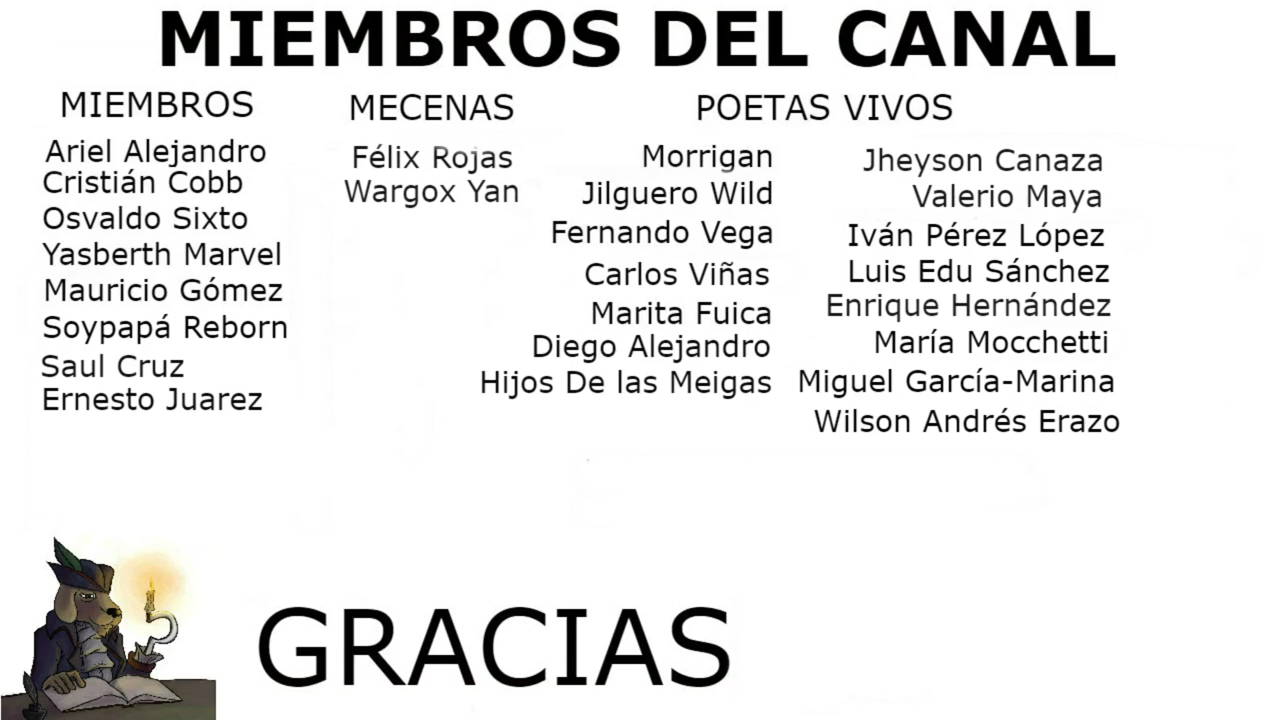 MIEMBROS DEL CANAL
MIEMBROS
Ariel Alejandro
Cristián Cobb
Osvaldo Sixto
Yasberth Marvel
Mauricio Gómez
Soypapá Reborn
Saul Cruz
Ernesto Juarez
MECENAS
Félix Rojas
Wargox Yan
POETAS VIVOS
Morrigan
Jilguero Wild
Fernando Vega
Carlos Viñas
Marita Fuica
Diego Alejandro
Hijos De las Meigas
Jheyson Canaza
Valerio Maya
Iván Pérez López
Luis Edu Sánchez
Enrique Hernández
María Mocchetti
Miguel García-Marina
Wilson Andrés Erazo
GRACIAS